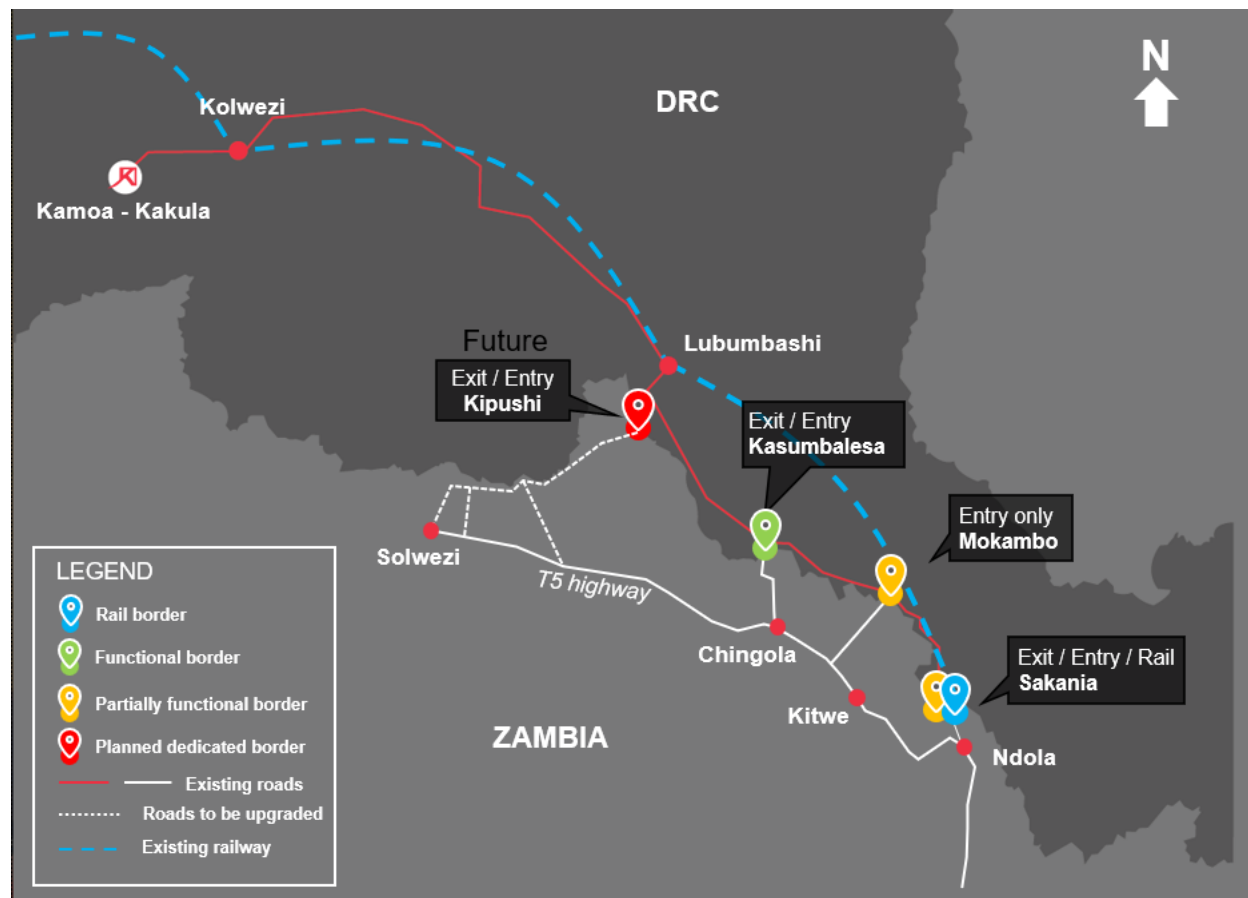 DRC
N
Kolwezi
Kamoa - Kakula
Future
Exit / Entry
Kipushi
Lubumbashi
Exit / Entry
Kasumbalesa
Entry only
Mokambo
Solwezi
T5 highway
Chingola
Exit / Entry / Rail
Sakania
Kitwe
ZAMBIA
Ndola
LEGEND
Rail border
Functional border
Partially functional border
Planned dedicated border
Existing roads
Roads to be upgraded
Existing railway